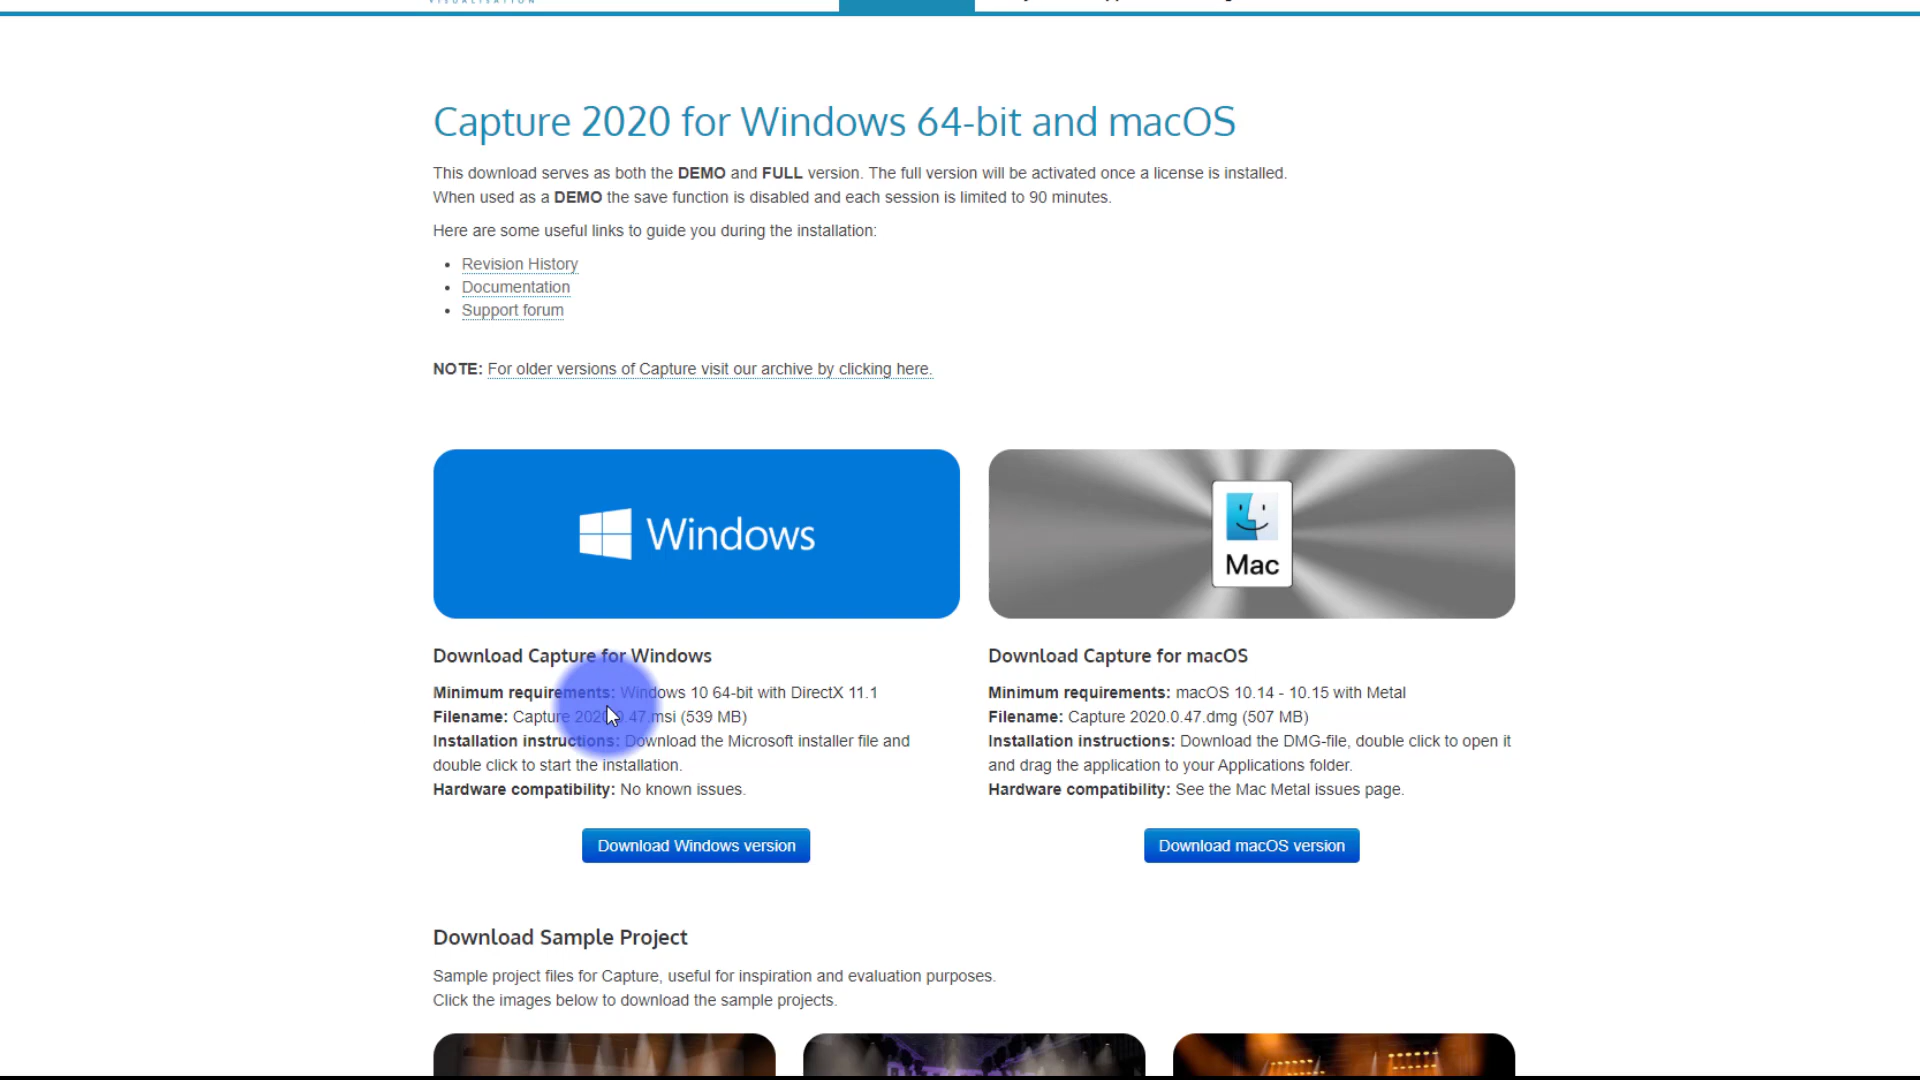 Capture 2020 for Windows 64-bit and macOS
This download serves as both the DEMO and FULL version. The full version will be activated once a license is installed.
When used as a DEMO the save function is disabled and each session is limited to 90 minutes.
Here are some useful links to guide you during the installation:
Revision History
Documentation
Support forum
NOTE: For older versions of Capture visit our archive by clicking here.
Windows
Mac
Download Capture for Windows
Minimum requirements: Windows 10 64-bit with DirectX 11.1
Filename: Capture 2020.0.47.msi (539 MB)
Installation instructions: Download the Microsoft installer file and
double click to start the installation.
Hardware compatibility: No known issues.
Download Windows version
Download Capture for macOS
Minimum requirements: macOS 10.14 - 10.15 with Metal
Filename: Capture 2020.0.47.dmg (507 MB)
Installation instructions: Download the DMG-file, double click to open it
and drag the application to your Applications folder.
Hardware compatibility: See the Mac Metal issues page.
Download macOS version
Download Sample Project
Sample project files for Capture, useful for inspiration and evaluation purposes.
Click the images below to download the sample projects.